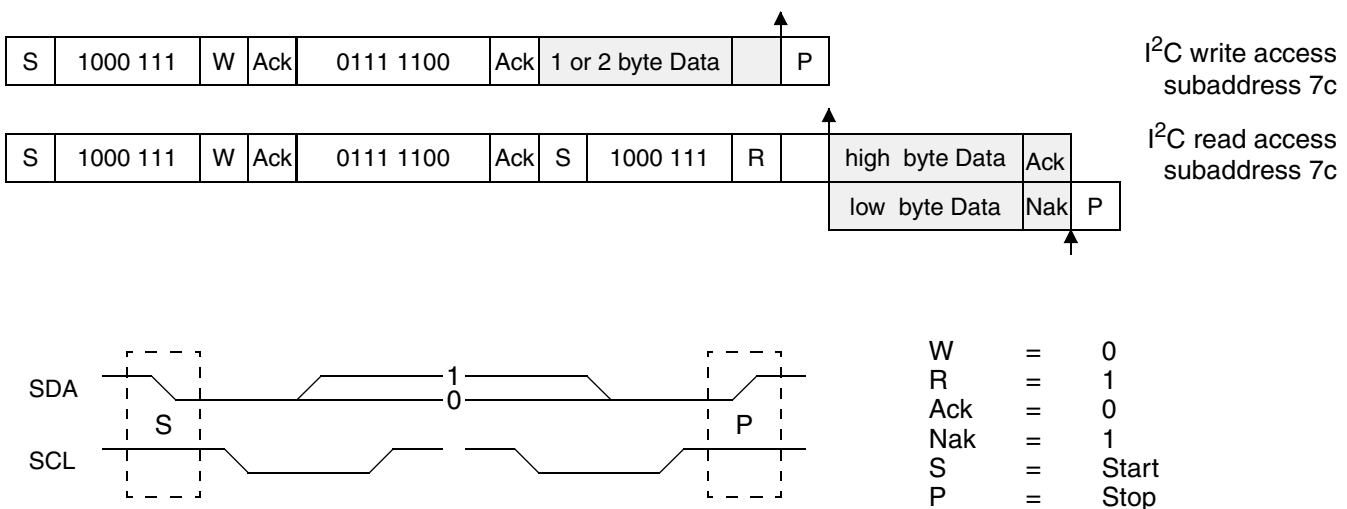 S 1000 111 W Ack 0111 1100 Ack 1 or 2 byte Data P
I2C write access
subaddress 7c
S 1000 111 W Ack 0111 1100 Ack S 1000 111 R high byte Data Ack
I2C read access
subaddress 7c
low byte Data Nak P
SDA 1
0
S P
SCL
W = 0
R = 1
Ack = 0
Nak = 1
S = Start
P = Stop